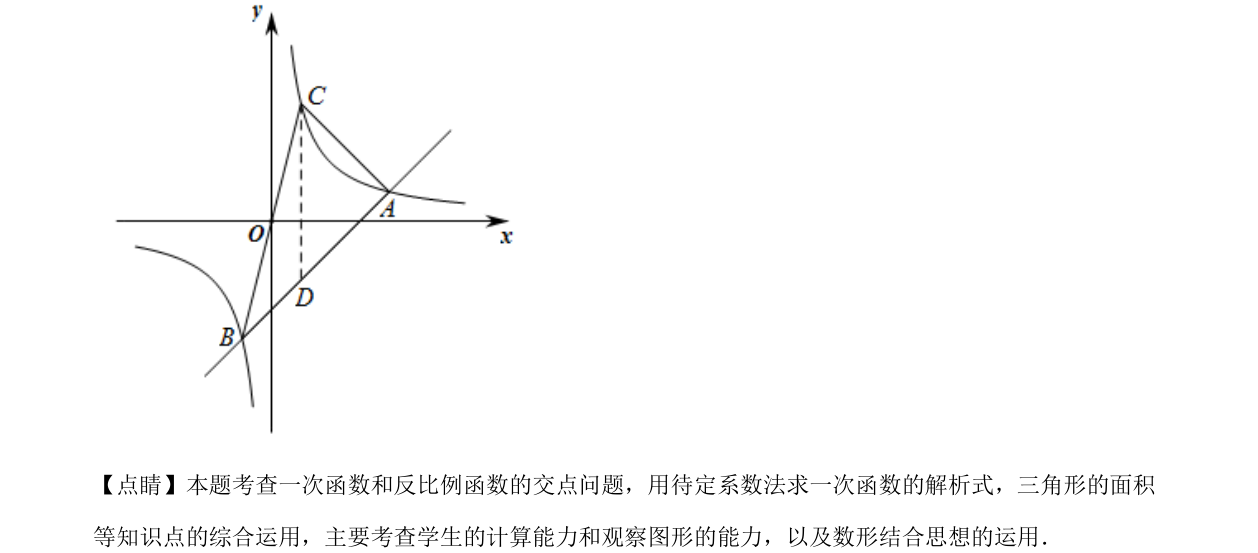 y
C
A
O
x
D
B
【点睛】本题考查一次函数和反比例函数的交点问题，用待定系数法求一次函数的解析式，三角形的面积
等知识点的综合运用，主要考查学生的计算能力和观察图形的能力，以及数形结合思想的运用．